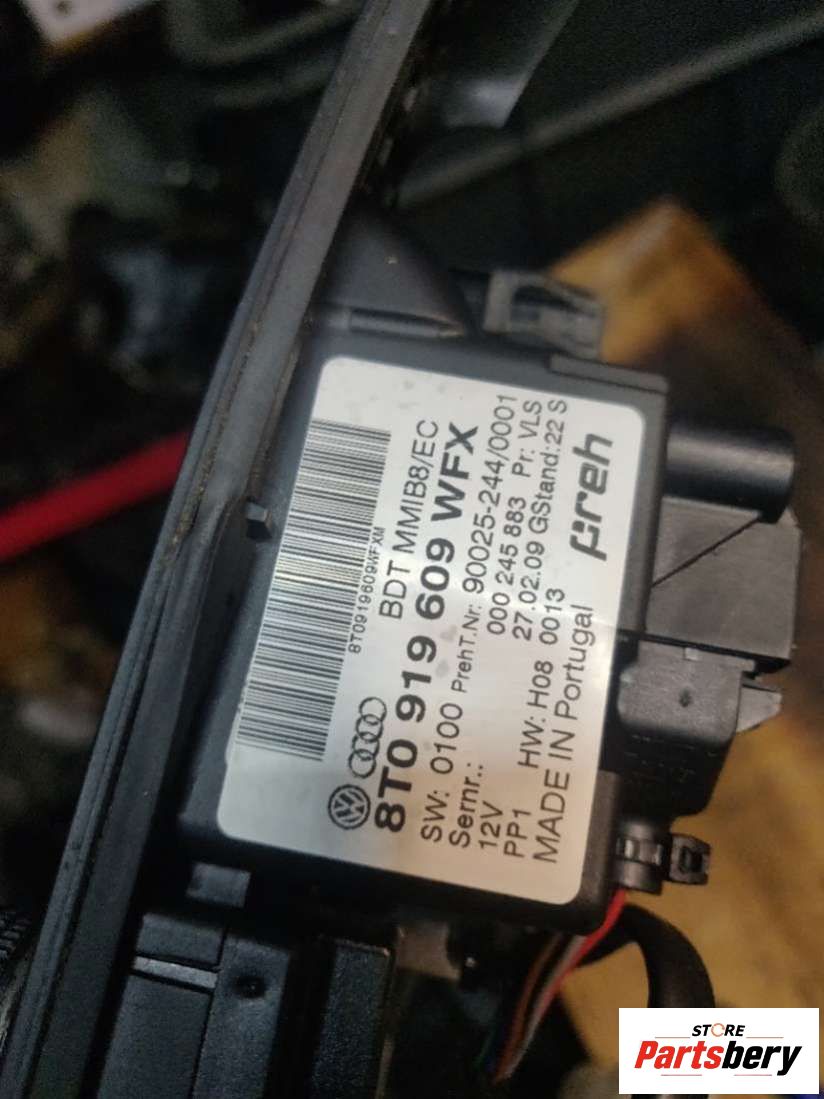 8T0919609WFXM
BDT MMIB8/EC
8T0 919 609 WFX
SW: 0100 PrehT.Nr: 90025-244/0001
Sernr.: 000 245 883 Pr: VLS
12V 27.02.09 GStand:22 S
PP1 HW: H08 0013
MADE IN Portugal
preh
STORE
Partsbery